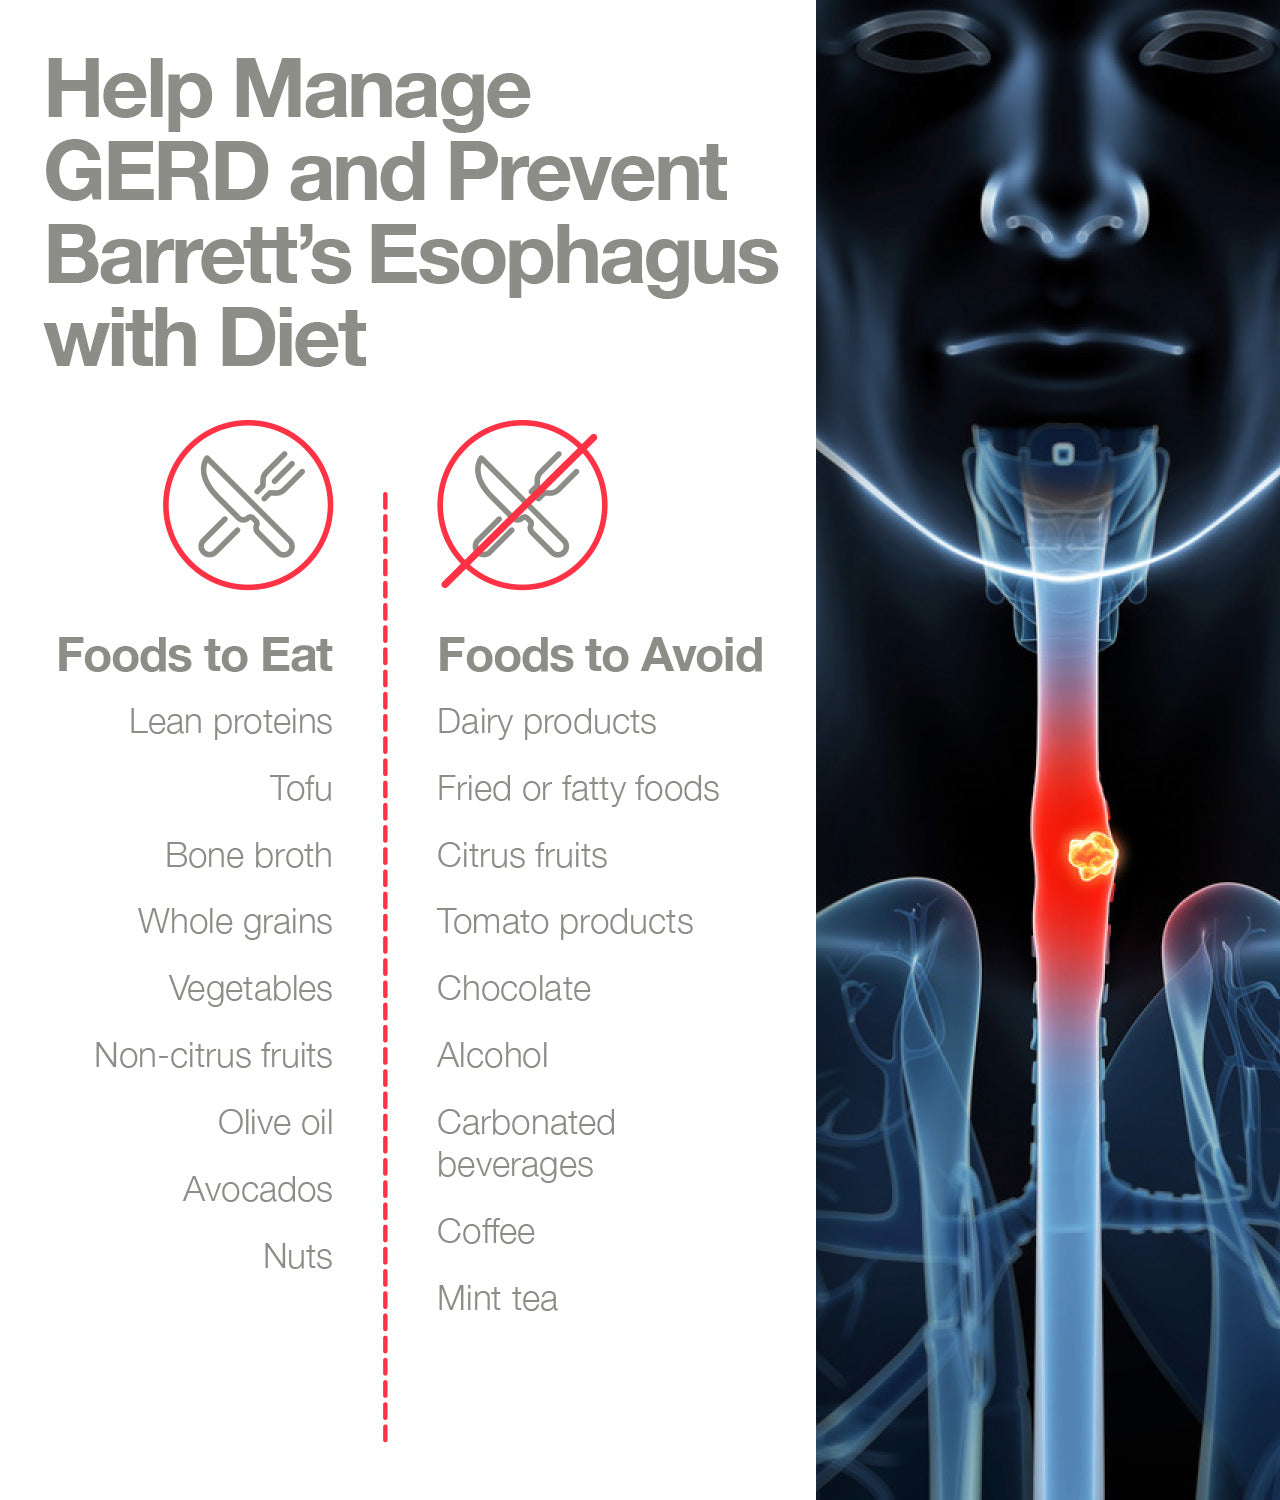 Help Manage
GERD and Prevent
Barrett’s Esophagus
with Diet
Foods to Eat
Lean proteins
Tofu
Bone broth
Whole grains
Vegetables
Non-citrus fruits
Olive oil
Avocados
Nuts
Foods to Avoid
Dairy products
Fried or fatty foods
Citrus fruits
Tomato products
Chocolate
Alcohol
Carbonated
beverages
Coffee
Mint tea